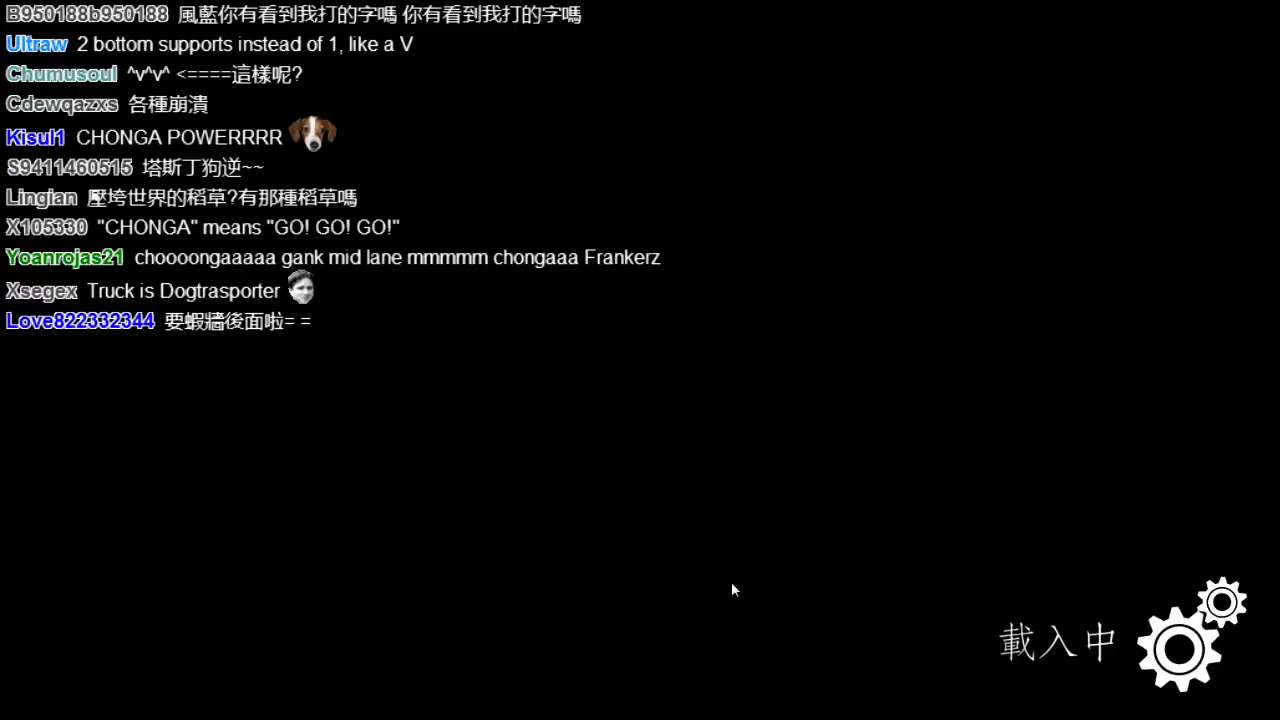 B950188b950188 風藍你有看到我打的字嗎 你有看到我打的字嗎
Ultraw 2 bottom supports instead of 1, like a V
Chumusoul ^v^v^ <====這樣呢?
Cdewqazxs 各種崩潰
Kisul1 CHONGA POWERRRR
S9411460515 塔斯丁狗逆~~
Lingian 壓垮世界的稻草?有那種稻草嗎
X105330 "CHONGA" means "GO! GO! GO!"
Yoanrojas21 choooongaaaaa gank mid lane mmmmm chongaaa Frankerz
Xsegex Truck is Dogtrasporter
Love822332344 要蝦牆後面啦= =
載入中